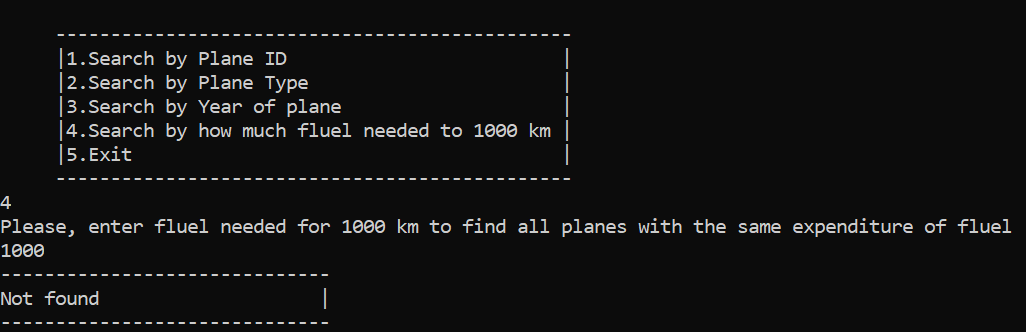 -----------------------------------------------
|1.Search by Plane ID                         |
|2.Search by Plane Type                       |
|3.Search by Year of plane                    |
|4.Search by how much fluel needed to 1000 km |
|5.Exit                                       |
-----------------------------------------------
4
Please, enter fluel needed for 1000 km to find all planes with the same expenditure of fluel
1000
------------------------------
Not found                    |
------------------------------